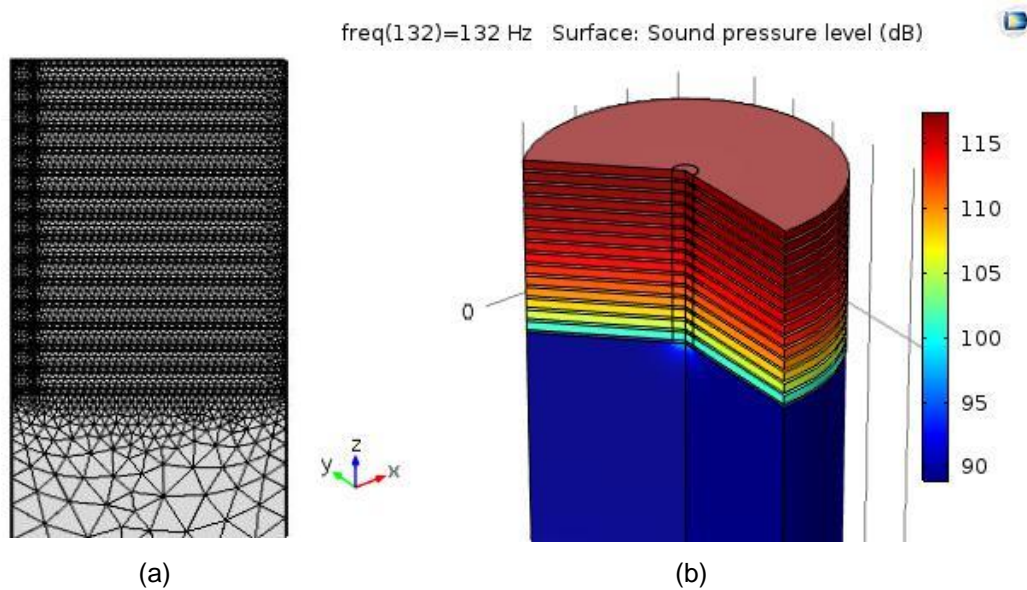 freq(132)=132 Hz Surface: Sound pressure level (dB)
115
110
105
100
95
90
0
y z x
(a)
(b)